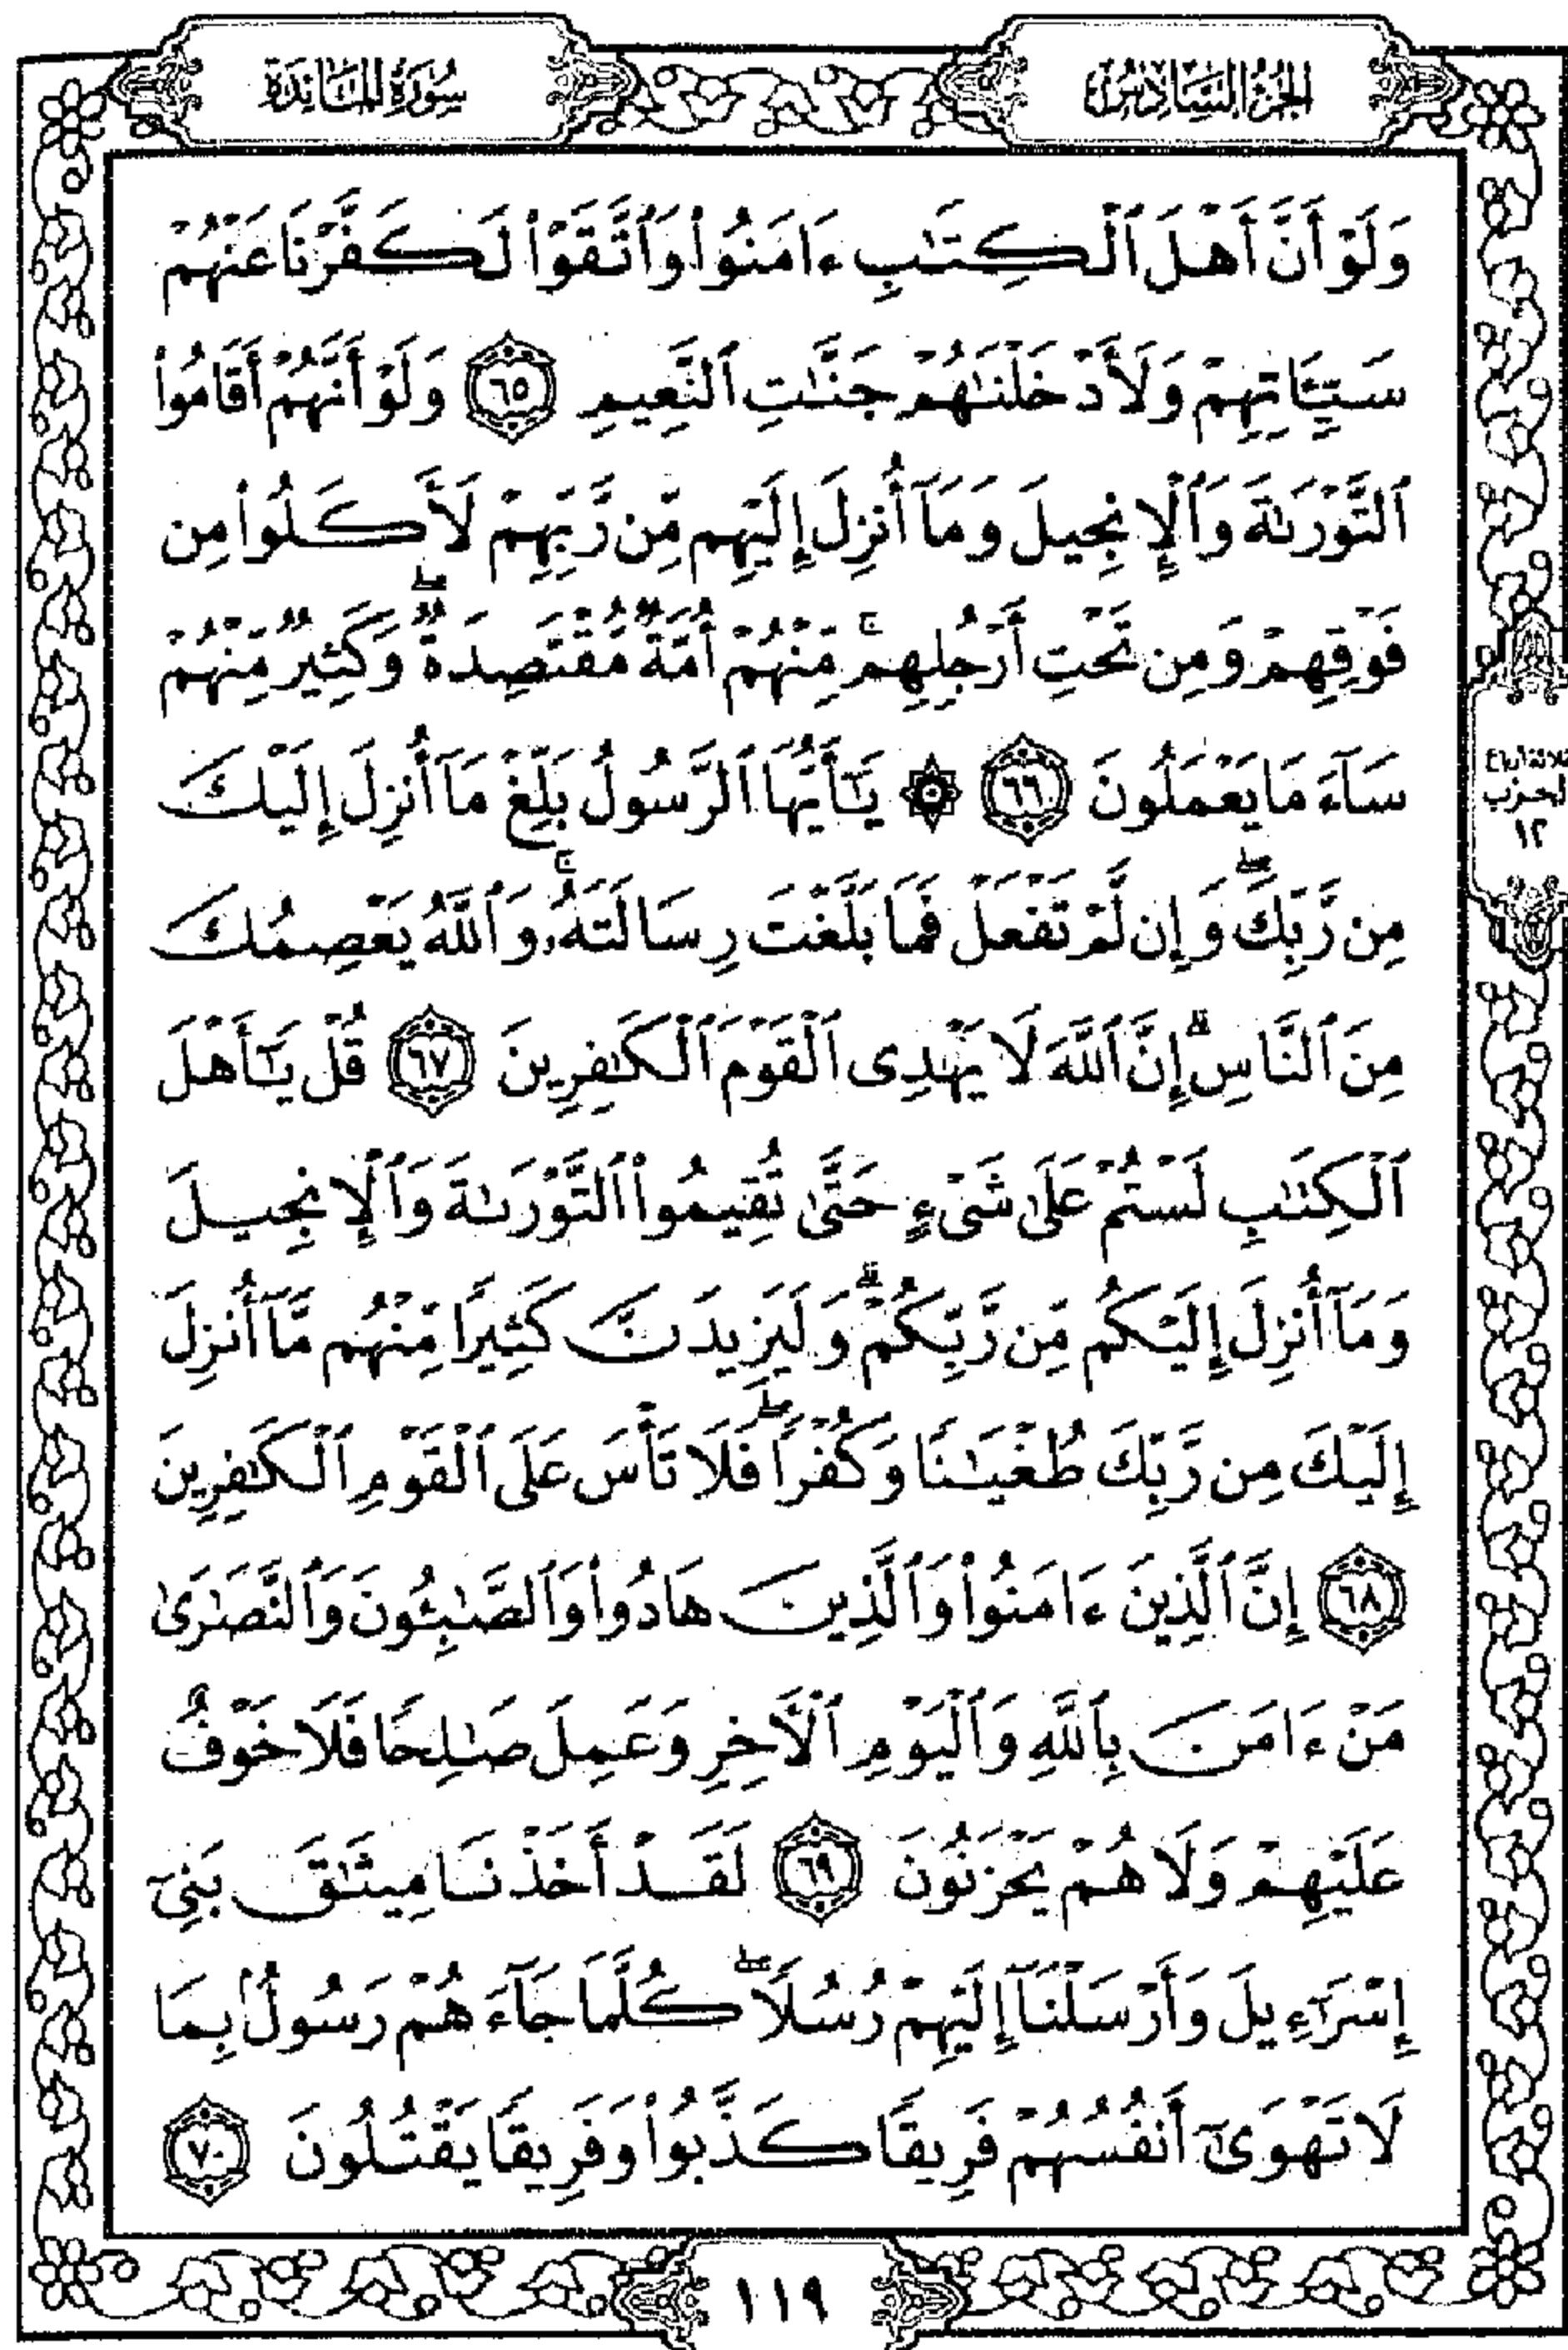 الجزء السادس
سورة المائدة
وَلَوْ أَنَّ أَهْلَ ٱلْكِتَٰبِ ءَامَنُوا۟ وَٱتَّقَوْا۟ لَكَفَّرْنَا عَنْهُمْ
سَيِّـَٔاتِهِمْ وَلَأَدْخَلْنَٰهُمْ جَنَّٰتِ ٱلنَّعِيمِ ٦٥ وَلَوْ أَنَّهُمْ أَقَامُوا۟
ٱلتَّوْرَىٰةَ وَٱلْإِنجِيلَ وَمَآ أُنزِلَ إِلَيْهِم مِّن رَّبِّهِمْ لَأَكَلُوا۟ مِن
فَوْقِهِمْ وَمِن تَحْتِ أَرْجُلِهِم ۚ مِّنْهُمْ أُمَّةٌ مُّقْتَصِدَةٌ ۖ وَكَثِيرٌ مِّنْهُمْ
سَآءَ مَا يَعْمَلُونَ ٦٦ ۞ يَٰٓأَيُّهَا ٱلرَّسُولُ بَلِّغْ مَآ أُنزِلَ إِلَيْكَ
مِن رَّبِّكَ ۖ وَإِن لَّمْ تَفْعَلْ فَمَا بَلَّغْتَ رِسَالَتَهُۥ ۚ وَٱللَّهُ يَعْصِمُكَ
مِنَ ٱلنَّاسِ ۗ إِنَّ ٱللَّهَ لَا يَهْدِى ٱلْقَوْمَ ٱلْكَٰفِرِينَ ٦٧ قُلْ يَٰٓأَهْلَ
ٱلْكِتَٰبِ لَسْتُمْ عَلَىٰ شَىْءٍ حَتَّىٰ تُقِيمُوا۟ ٱلتَّوْرَىٰةَ وَٱلْإِنجِيلَ
وَمَآ أُنزِلَ إِلَيْكُم مِّن رَّبِّكُمْ ۗ وَلَيَزِيدَنَّ كَثِيرًا مِّنْهُم مَّآ أُنزِلَ
إِلَيْكَ مِن رَّبِّكَ طُغْيَٰنًا وَكُفْرًا ۖ فَلَا تَأْسَ عَلَى ٱلْقَوْمِ ٱلْكَٰفِرِينَ
٦٨ إِنَّ ٱلَّذِينَ ءَامَنُوا۟ وَٱلَّذِينَ هَادُوا۟ وَٱلصَّٰبِـُٔونَ وَٱلنَّصَٰرَىٰ
مَنْ ءَامَنَ بِٱللَّهِ وَٱلْيَوْمِ ٱلْءَاخِرِ وَعَمِلَ صَٰلِحًا فَلَا خَوْفٌ
عَلَيْهِمْ وَلَا هُمْ يَحْزَنُونَ ٦٩ لَقَدْ أَخَذْنَا مِيثَٰقَ بَنِىٓ
إِسْرَٰٓءِيلَ وَأَرْسَلْنَآ إِلَيْهِمْ رُسُلًا ۖ كُلَّمَا جَآءَهُمْ رَسُولٌۢ بِمَا
لَا تَهْوَىٰٓ أَنفُسُهُمْ فَرِيقًا كَذَّبُوا۟ وَفَرِيقًا يَقْتُلُونَ ٧٠
ثلاثة أرباع
الحزب
١٢
١١٩